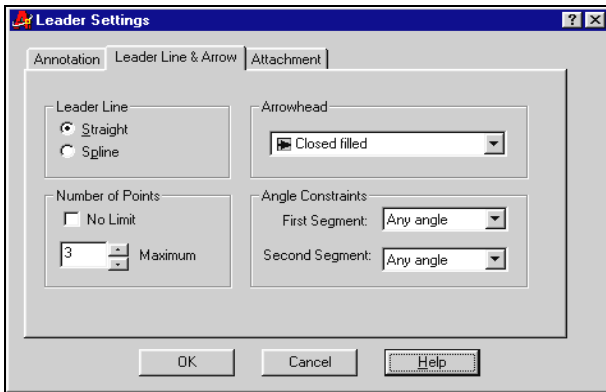 Leader Settings
? X
Annotation Leader Line & Arrow Attachment
Leader Line
Straight
Spline
Arrowhead
Closed filled
Number of Points
No Limit
3 Maximum
Angle Constraints
First Segment: Any angle
Second Segment: Any angle
OK Cancel Help